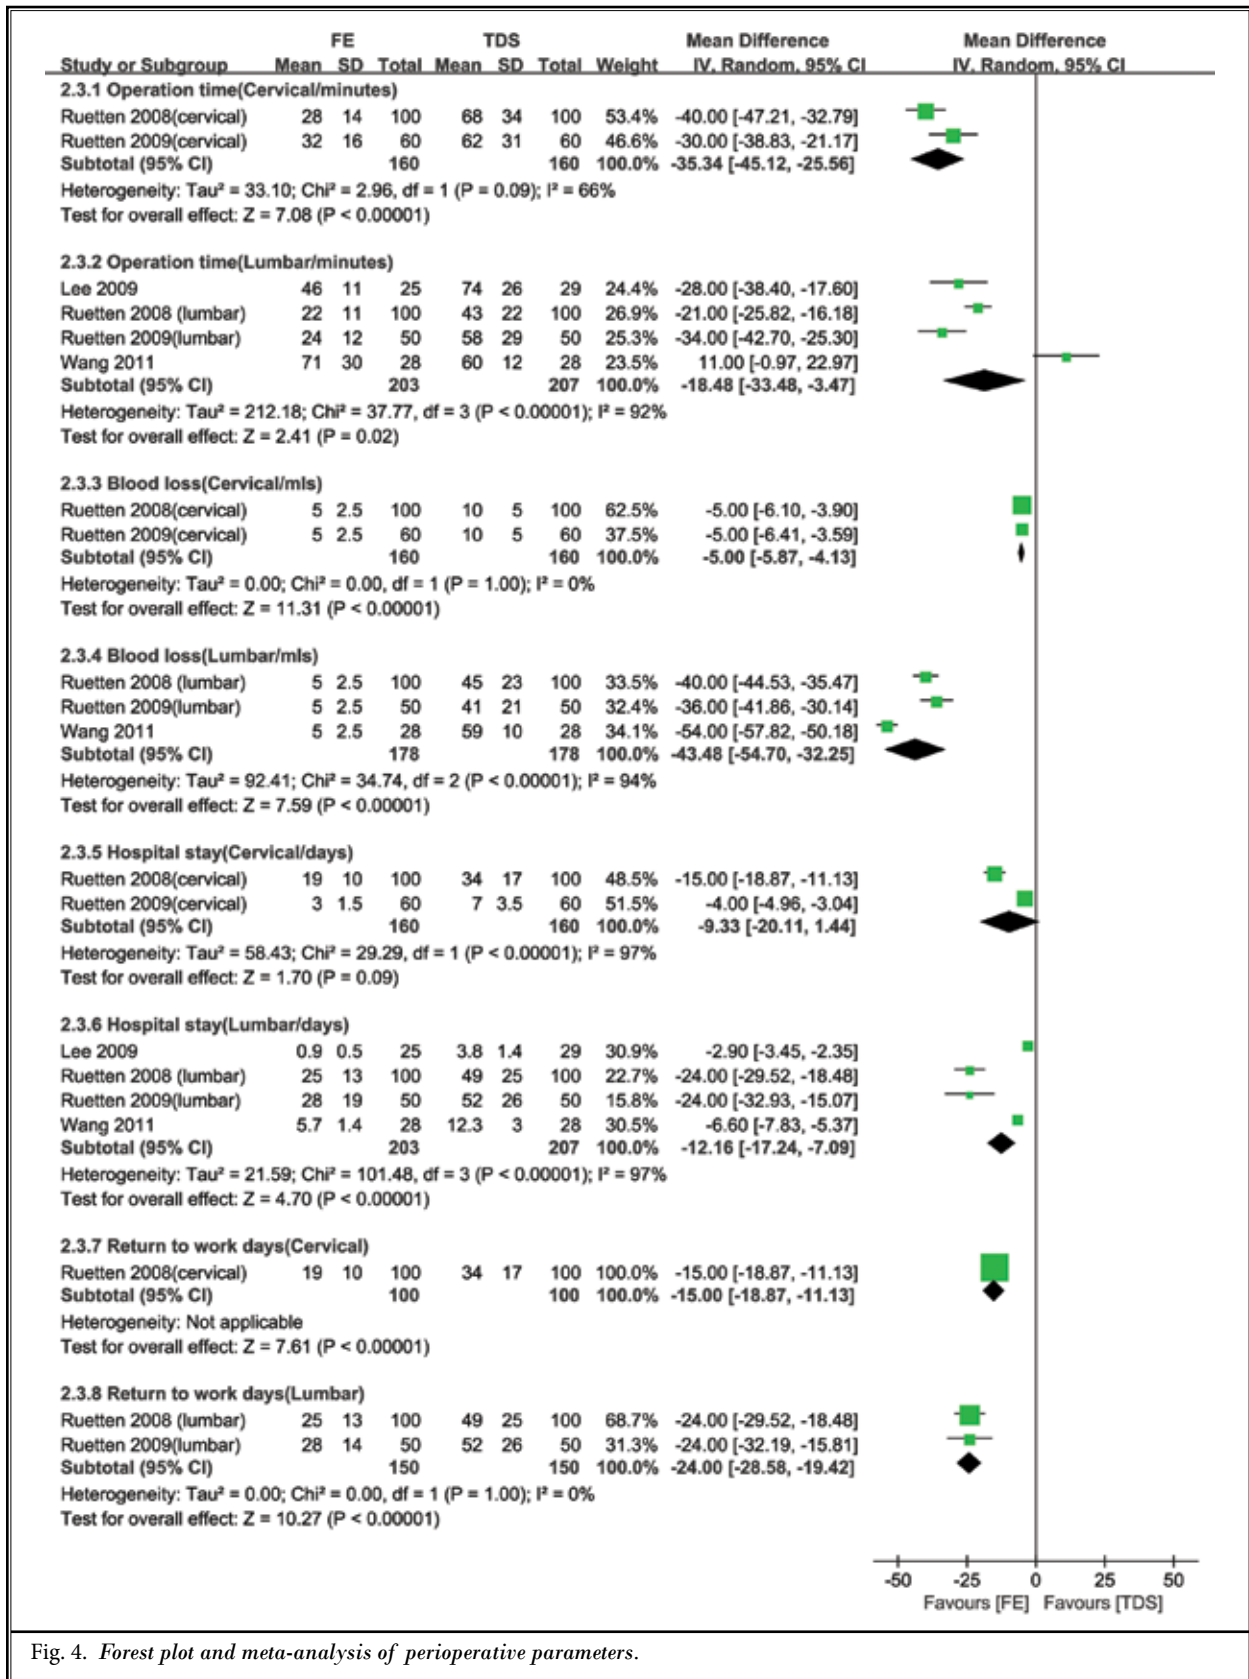 FE TDS Mean Difference Mean Difference
Study or Subgroup Mean SD Total Mean SD Total Weight IV, Random, 95% CI IV, Random, 95% CI
2.3.1 Operation time(Cervical/minutes)
Ruetten 2008(cervical) 28 14 100 68 34 100 53.4% -40.00 [-47.21, -32.79]
Ruetten 2009(cervical) 32 16 60 62 31 60 46.6% -30.00 [-38.83, -21.17]
Subtotal (95% CI) 160 160 100.0% -35.34 [-45.12, -25.56]
Heterogeneity: Tau² = 33.10; Chi² = 2.96, df = 1 (P = 0.09); I² = 66%
Test for overall effect: Z = 7.08 (P < 0.00001)
2.3.2 Operation time(Lumbar/minutes)
Lee 2009 46 11 25 74 26 29 24.4% -28.00 [-38.40, -17.60]
Ruetten 2008 (lumbar) 22 11 100 43 22 100 26.9% -21.00 [-25.82, -16.18]
Ruetten 2009(lumbar) 24 12 50 58 29 50 25.3% -34.00 [-42.70, -25.30]
Wang 2011 71 30 28 60 12 28 23.5% 11.00 [-0.97, 22.97]
Subtotal (95% CI) 203 207 100.0% -18.48 [-33.48, -3.47]
Heterogeneity: Tau² = 212.18; Chi² = 37.77, df = 3 (P < 0.00001); I² = 92%
Test for overall effect: Z = 2.41 (P = 0.02)
2.3.3 Blood loss(Cervical/mls)
Ruetten 2008(cervical) 5 2.5 100 10 5 100 62.5% -5.00 [-6.10, -3.90]
Ruetten 2009(cervical) 5 2.5 60 10 5 60 37.5% -5.00 [-6.41, -3.59]
Subtotal (95% CI) 160 160 100.0% -5.00 [-5.87, -4.13]
Heterogeneity: Tau² = 0.00; Chi² = 0.00, df = 1 (P = 1.00); I² = 0%
Test for overall effect: Z = 11.31 (P < 0.00001)
2.3.4 Blood loss(Lumbar/mls)
Ruetten 2008 (lumbar) 5 2.5 100 45 23 100 33.5% -40.00 [-44.53, -35.47]
Ruetten 2009(lumbar) 5 2.5 50 41 21 50 32.4% -36.00 [-41.86, -30.14]
Wang 2011 5 2.5 28 59 10 28 34.1% -54.00 [-57.82, -50.18]
Subtotal (95% CI) 178 178 100.0% -43.48 [-54.70, -32.25]
Heterogeneity: Tau² = 92.41; Chi² = 34.74, df = 2 (P < 0.00001); I² = 94%
Test for overall effect: Z = 7.59 (P < 0.00001)
2.3.5 Hospital stay(Cervical/days)
Ruetten 2008(cervical) 19 10 100 34 17 100 48.5% -15.00 [-18.87, -11.13]
Ruetten 2009(cervical) 3 1.5 60 7 3.5 60 51.5% -4.00 [-4.96, -3.04]
Subtotal (95% CI) 160 160 100.0% -9.33 [-20.11, 1.44]
Heterogeneity: Tau² = 58.43; Chi² = 29.29, df = 1 (P < 0.00001); I² = 97%
Test for overall effect: Z = 1.70 (P = 0.09)
2.3.6 Hospital stay(Lumbar/days)
Lee 2009 0.9 0.5 25 3.8 1.4 29 30.9% -2.90 [-3.45, -2.35]
Ruetten 2008 (lumbar) 25 13 100 49 25 100 22.7% -24.00 [-29.52, -18.48]
Ruetten 2009(lumbar) 28 19 50 52 26 50 15.8% -24.00 [-32.93, -15.07]
Wang 2011 5.7 1.4 28 12.3 3 28 30.5% -6.60 [-7.83, -5.37]
Subtotal (95% CI) 203 207 100.0% -12.16 [-17.24, -7.09]
Heterogeneity: Tau² = 21.59; Chi² = 101.48, df = 3 (P < 0.00001); I² = 97%
Test for overall effect: Z = 4.70 (P < 0.00001)
2.3.7 Return to work days(Cervical)
Ruetten 2008(cervical) 19 10 100 34 17 100 100.0% -15.00 [-18.87, -11.13]
Subtotal (95% CI) 100 100 100.0% -15.00 [-18.87, -11.13]
Heterogeneity: Not applicable
Test for overall effect: Z = 7.61 (P < 0.00001)
2.3.8 Return to work days(Lumbar)
Ruetten 2008 (lumbar) 25 13 100 49 25 100 68.7% -24.00 [-29.52, -18.48]
Ruetten 2009(lumbar) 28 14 50 52 26 50 31.3% -24.00 [-32.19, -15.81]
Subtotal (95% CI) 150 150 100.0% -24.00 [-28.58, -19.42]
Heterogeneity: Tau² = 0.00; Chi² = 0.00, df = 1 (P = 1.00); I² = 0%
Test for overall effect: Z = 10.27 (P < 0.00001)
-50 -25 0 25 50
Favours [FE] Favours [TDS]
Fig. 4. Forest plot and meta-analysis of perioperative parameters.